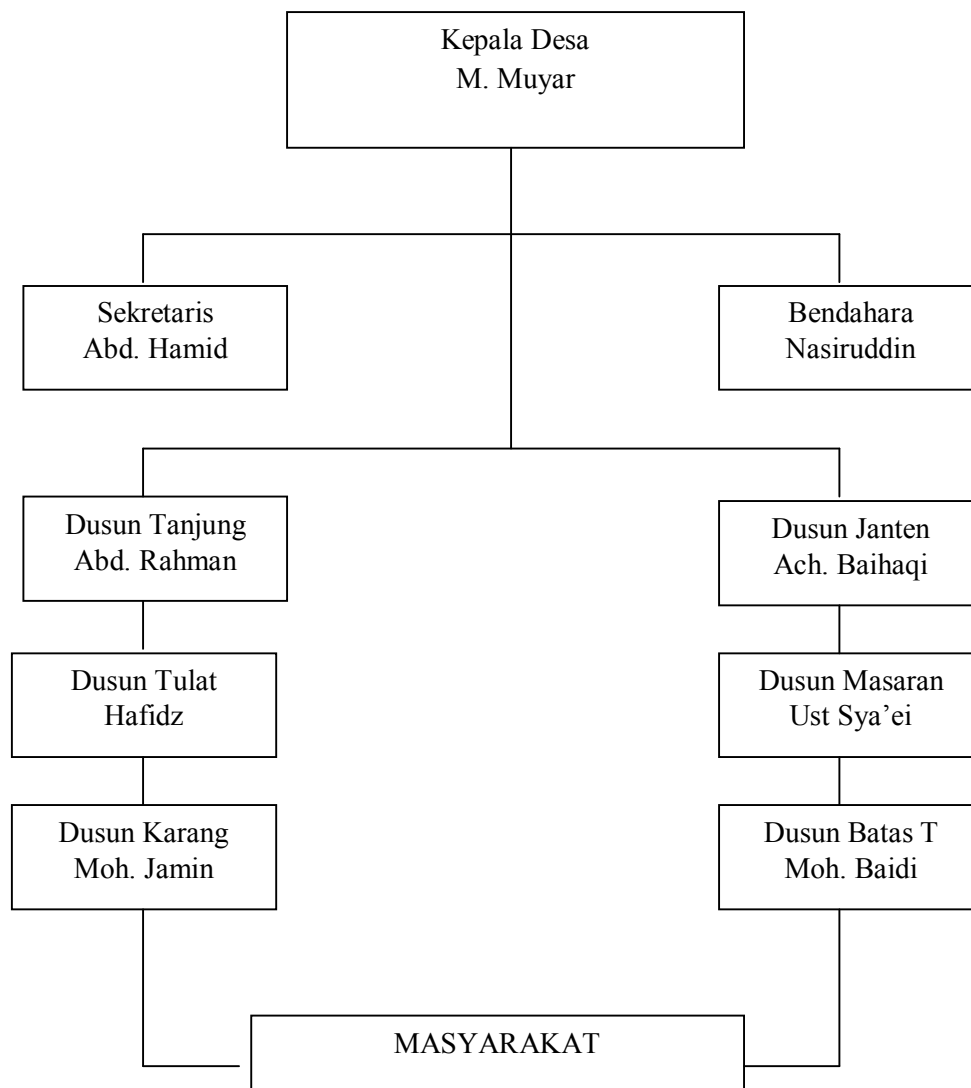 Kepala Desa
M. Muyar
Sekretaris
Abd. Hamid
Bendahara
Nasiruddin
Dusun Tanjung
Abd. Rahman
Dusun Janten
Ach. Baihaqi
Dusun Tulat
Hafidz
Dusun Masaran
Ust Sya’ei
Dusun Karang
Moh. Jamin
Dusun Batas T
Moh. Baidi
MASYARAKAT